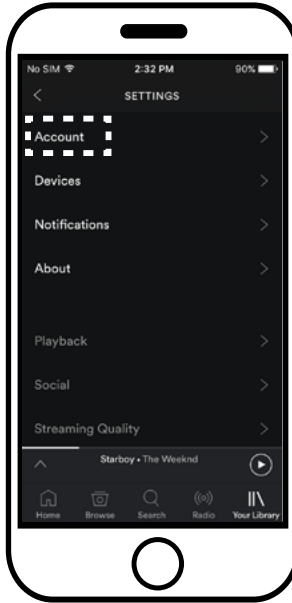 No SIM 2:32 PM 90%
SETTINGS
Account
Devices
Notifications
About
Playback
Social
Streaming Quality
Starboy • The Weeknd
Home Browse Search Radio Your Library